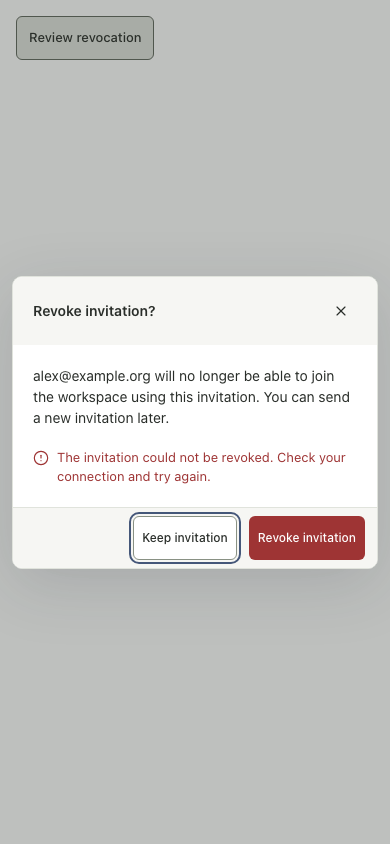 Review revocation
Revoke invitation?
alex@example.org will no longer be able to join
the workspace using this invitation. You can send
a new invitation later.
The invitation could not be revoked. Check your
connection and try again.
Keep invitation
Revoke invitation